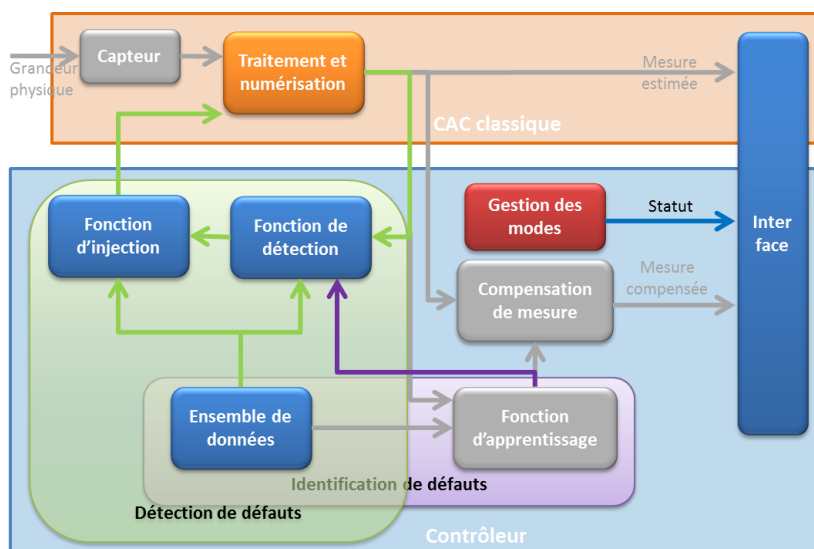 Capteur
Grandeur
physique
Traitement et
numérisation
Mesure
estimée
CAC classique
Fonction
d'injection
Fonction de
détection
Gestion des
modes
Statut
Inter
face
Compensation
de mesure
Mesure
compensée
Ensemble de
données
Fonction
d'apprentissage
Identification de défauts
Détection de défauts
Contrôleur